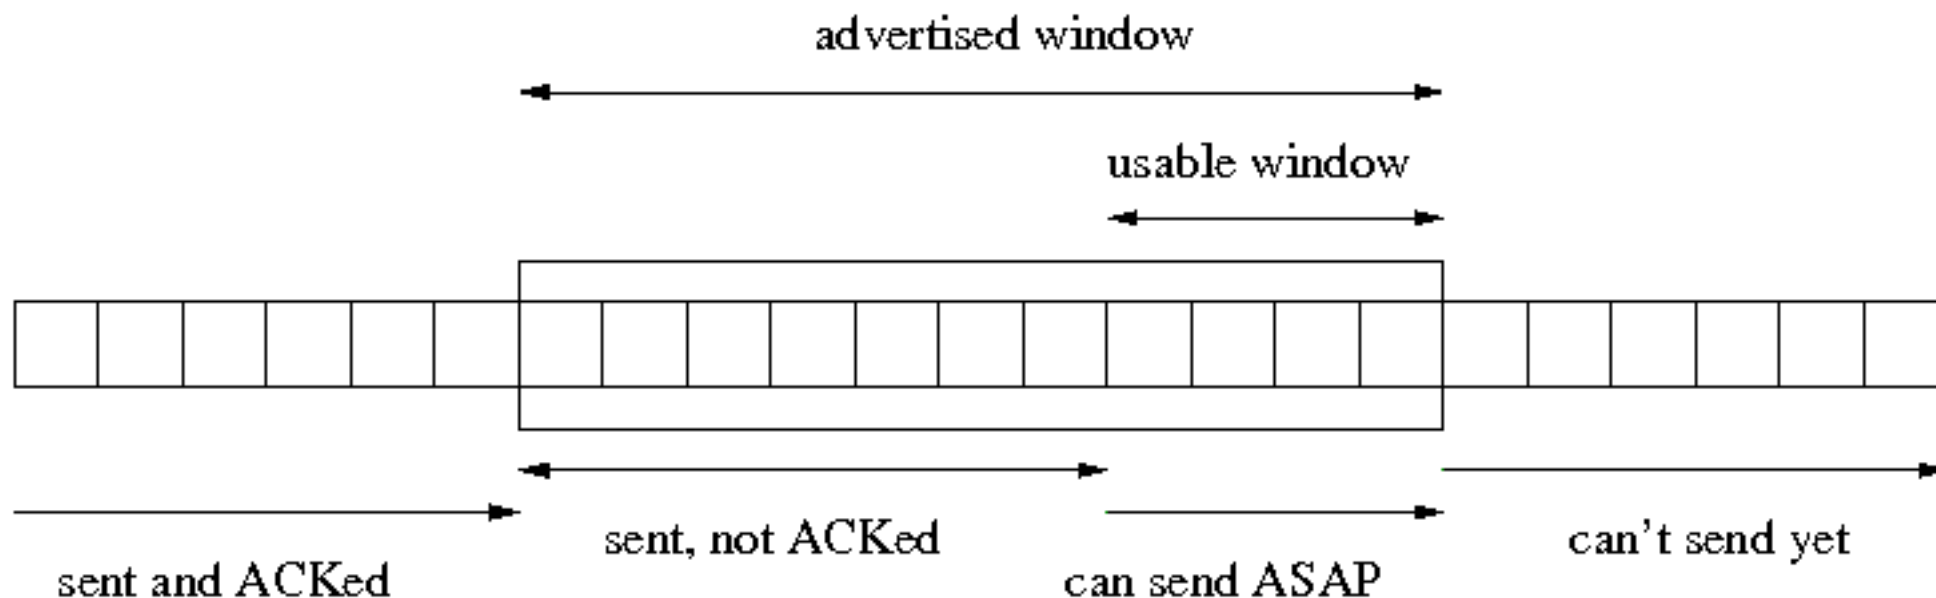 advertised window
usable window
sent, not ACKed
can't send yet
sent and ACKed
can send ASAP